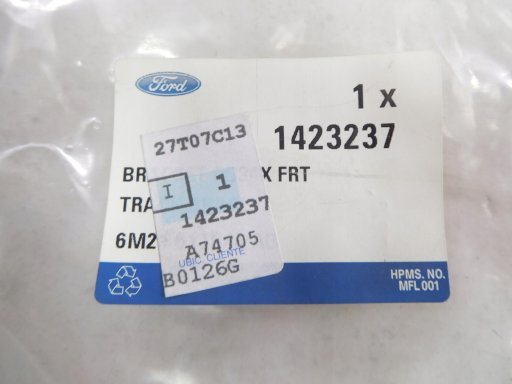 Ford
1 x
1423237
27T07C13
BR X FRT
I 1
TRA
1423237
6M2
A74705
UBIC. CLIENTE
B0126G
HPMS. NO.
MFL 001